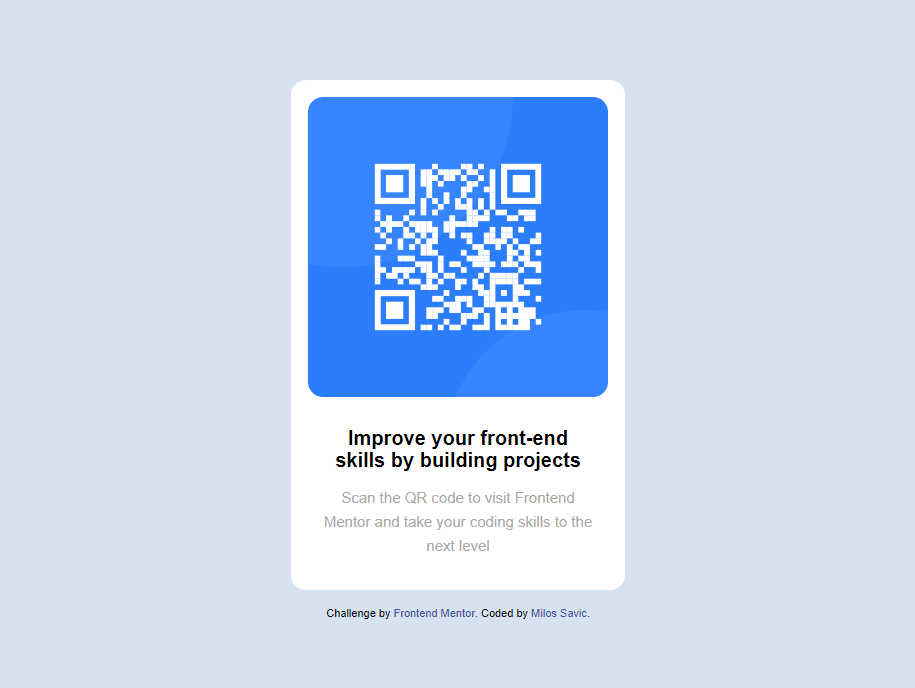 Improve your front-end
skills by building projects
Scan the QR code to visit Frontend
Mentor and take your coding skills to the
next level
Challenge by Frontend Mentor. Coded by Milos Savic.